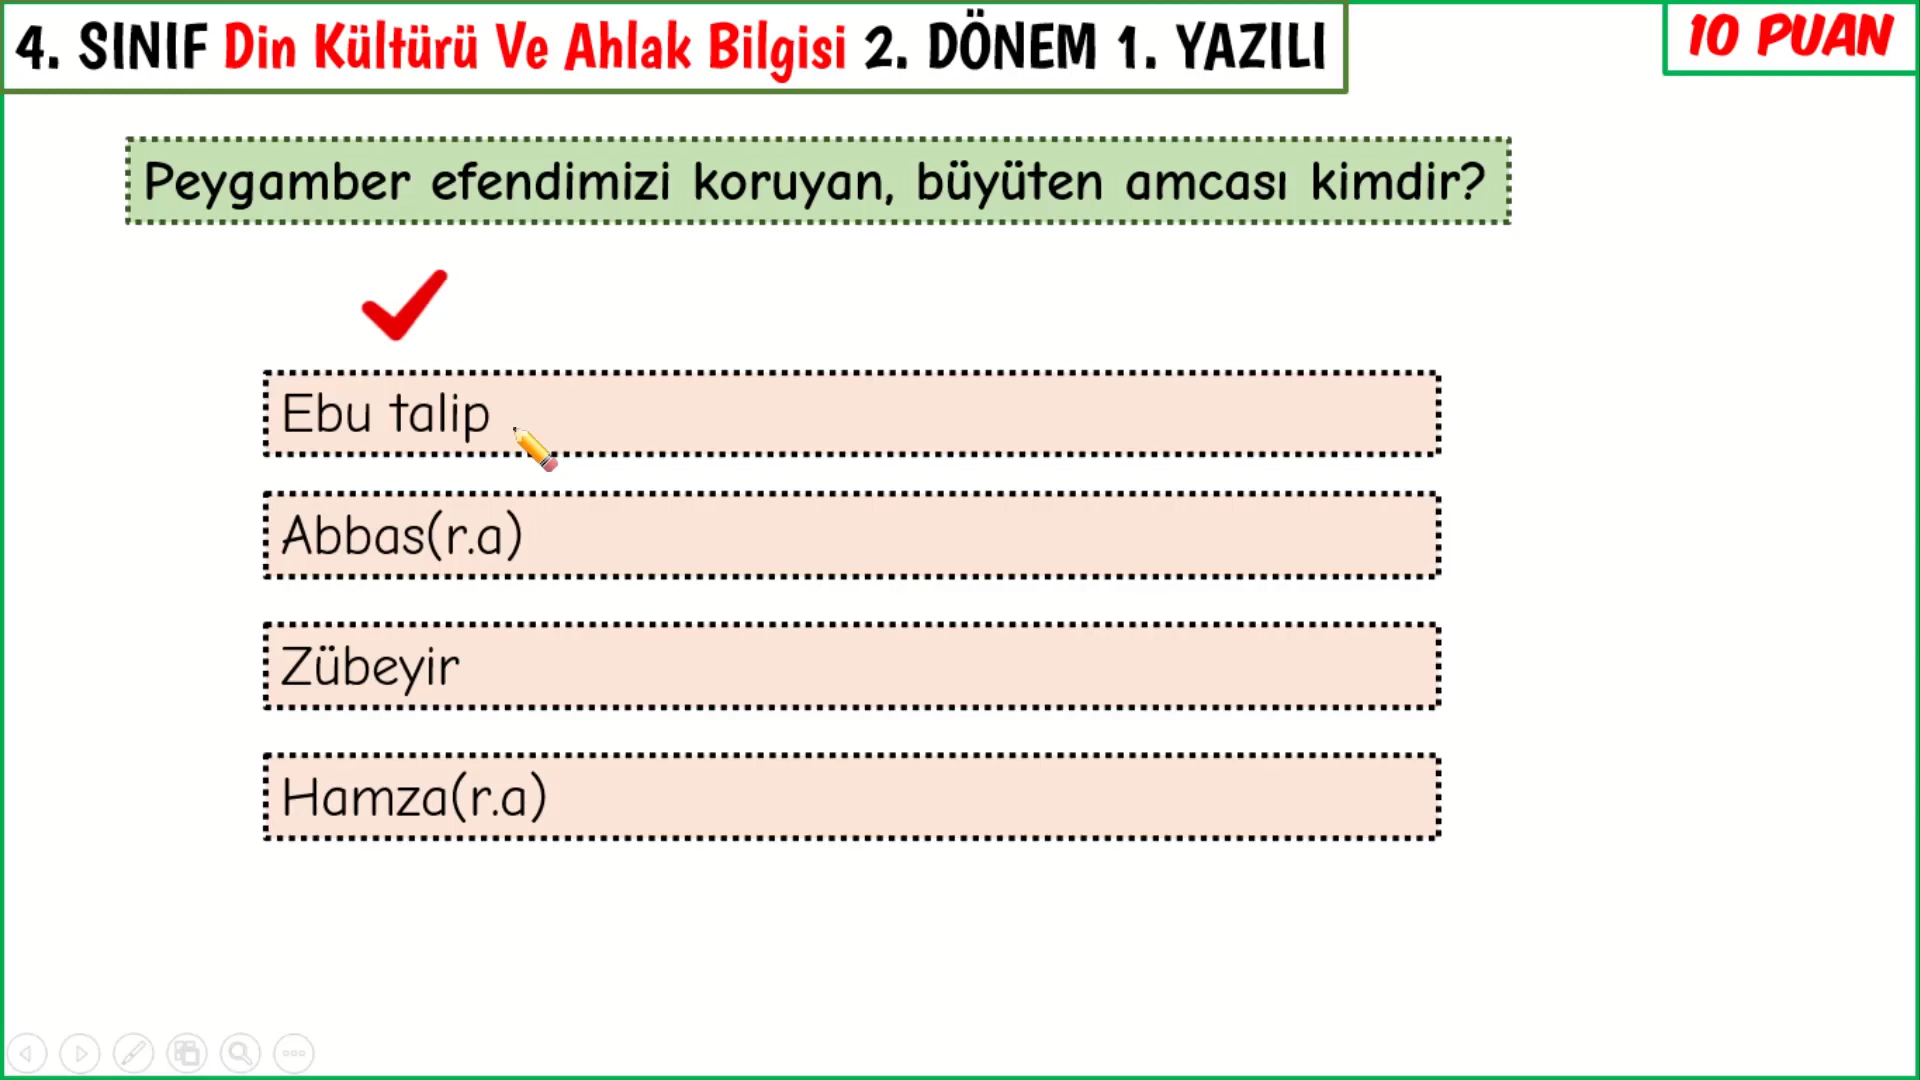 4. SINIF Din Kültürü Ve Ahlak Bilgisi 2. DÖNEM 1. YAZILI
10 PUAN
Peygamber efendimizi koruyan, büyüten amcası kimdir?
Ebu talip
Abbas(r.a)
Zübeyir
Hamza(r.a)